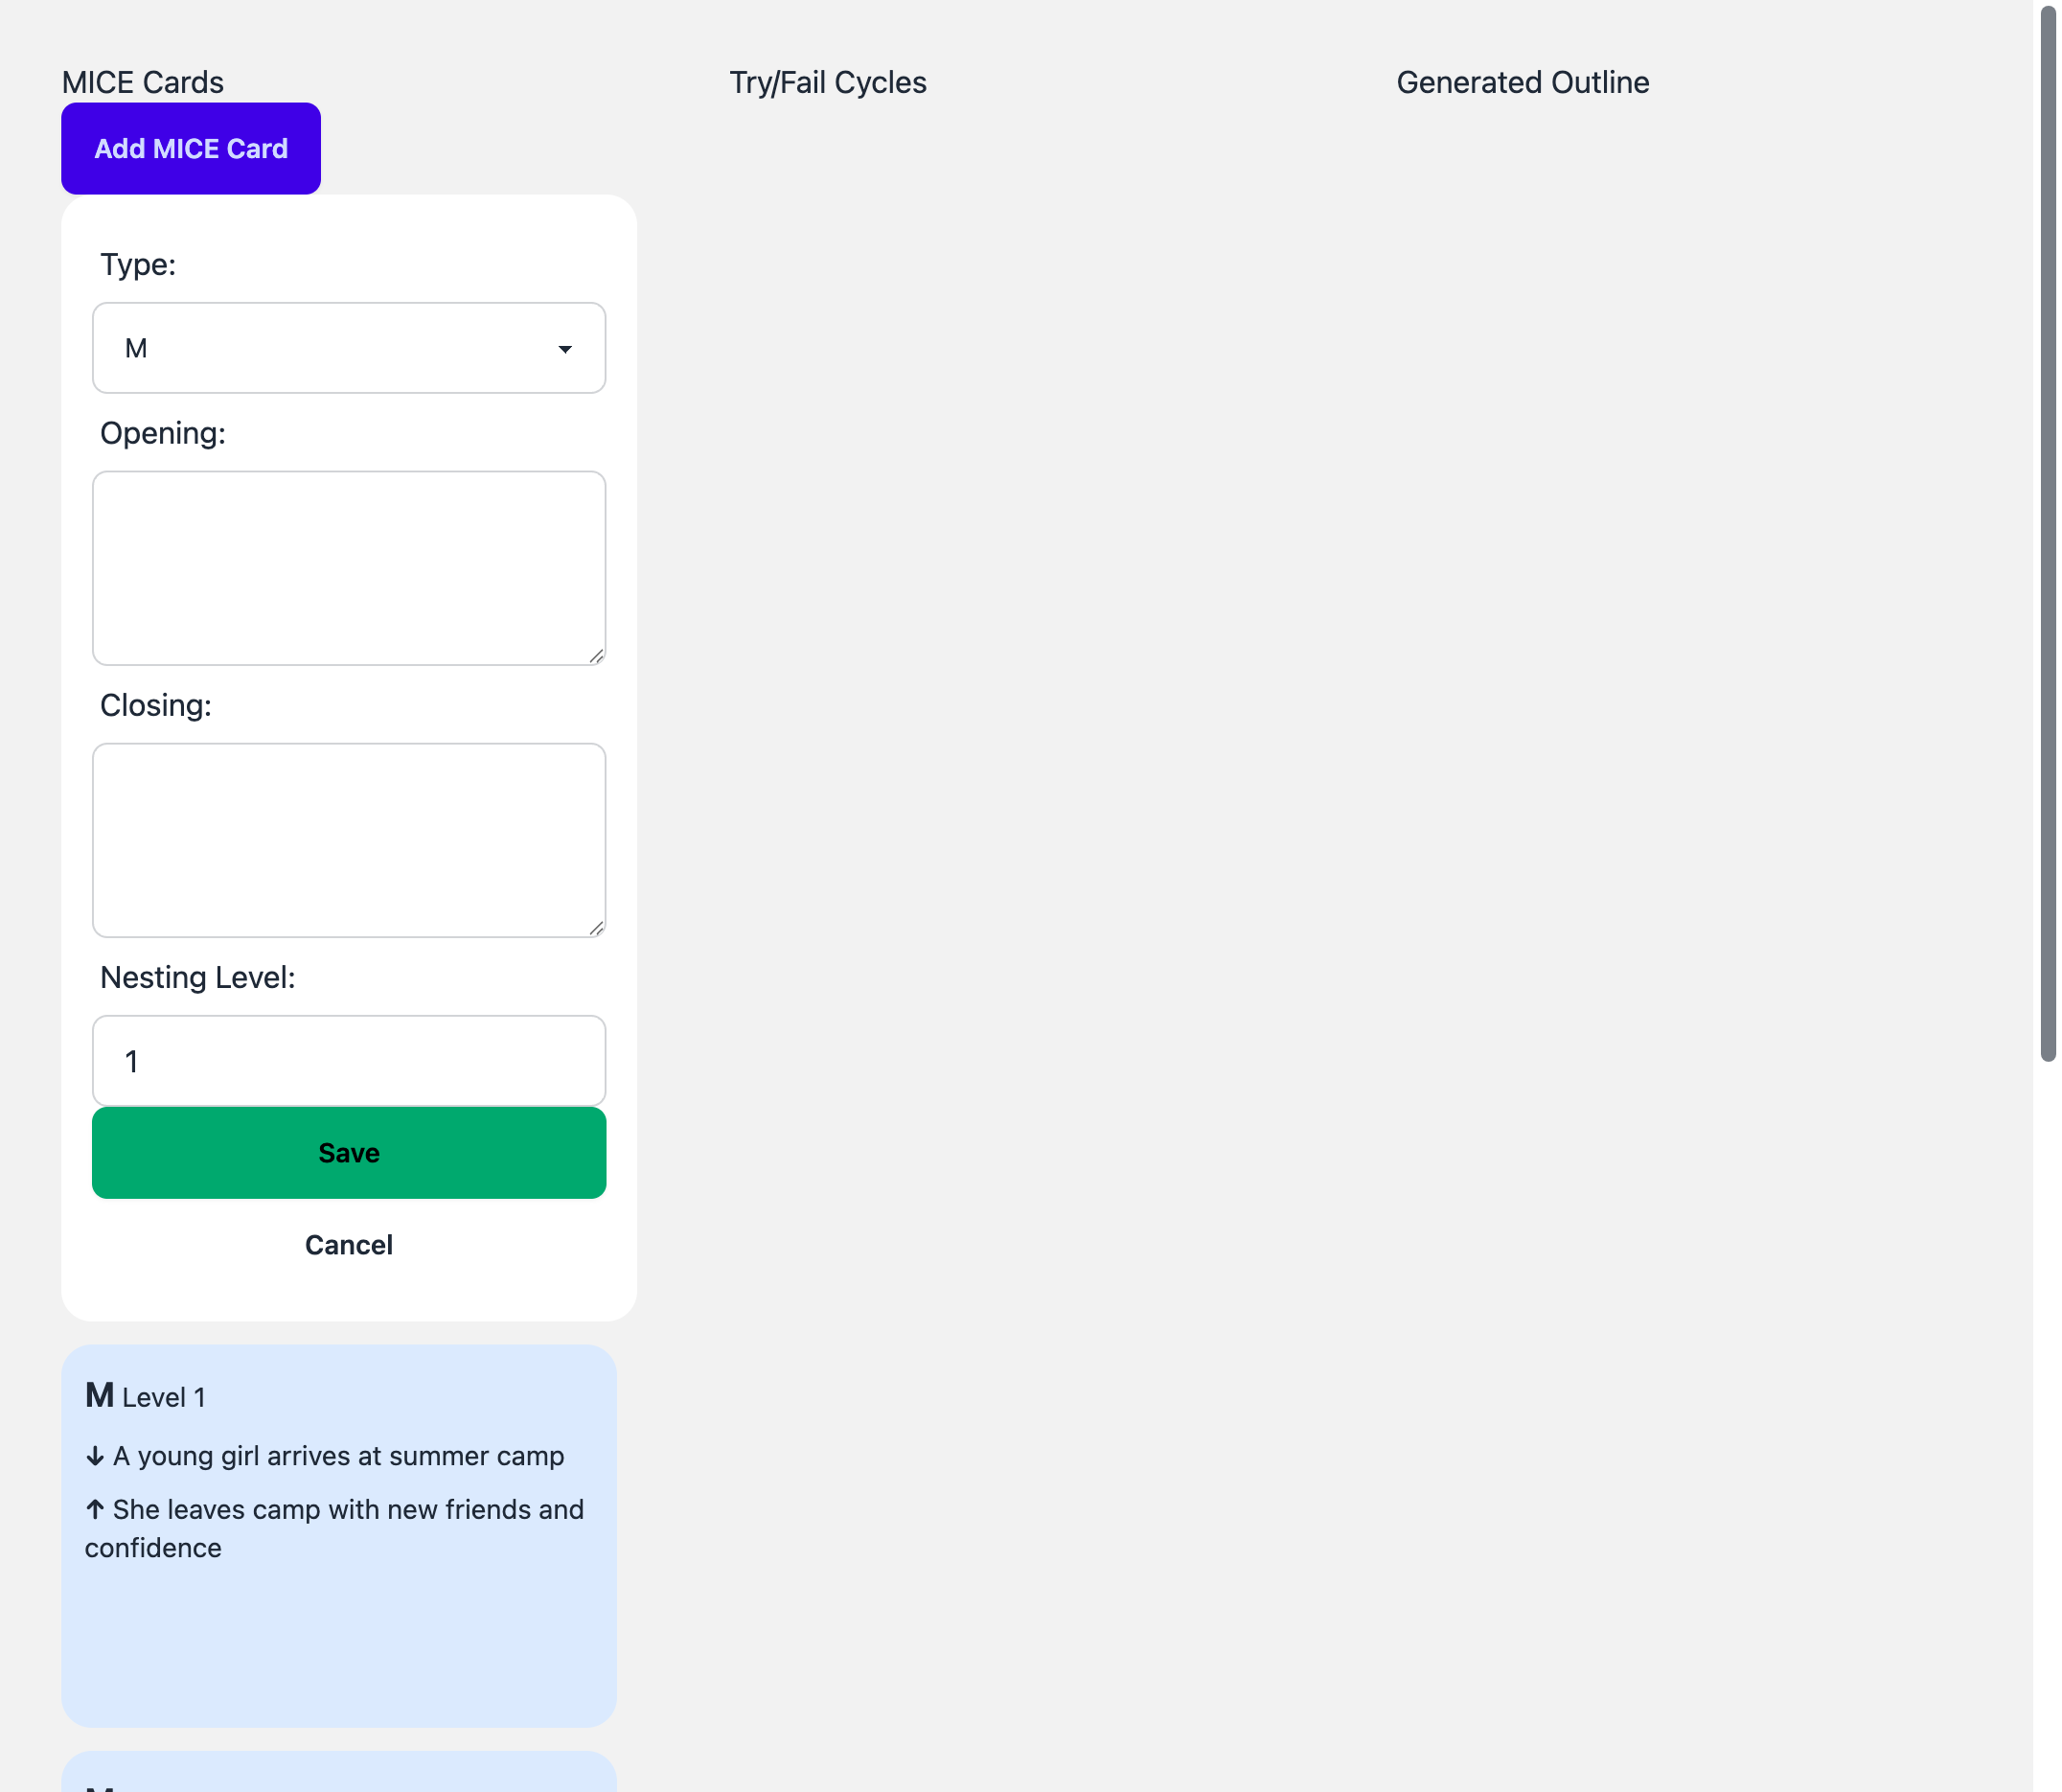 MICE Cards
Try/Fail Cycles
Generated Outline
Add MICE Card
Type:
M
Opening:
Closing:
Nesting Level:
1
Save
Cancel
M Level 1
↓ A young girl arrives at summer camp
↑ She leaves camp with new friends and
confidence